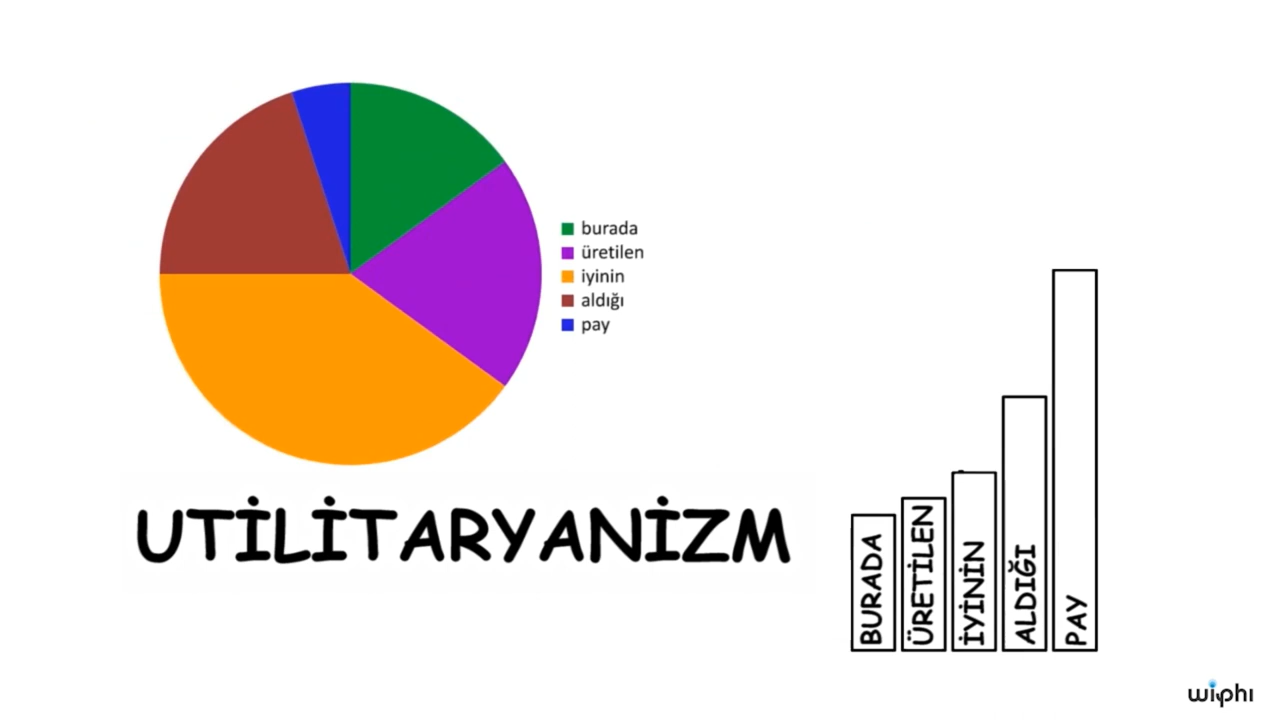 burada
üretilen
iyinin
aldığı
pay
UTİLİTARYANİZM
BURADA
ÜRETİLEN
İYİNİN
ALDIĞI
PAY
wiphi